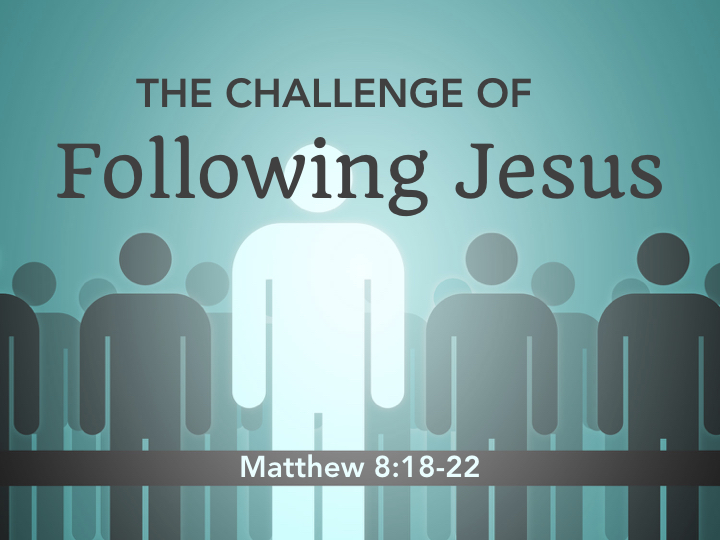 THE CHALLENGE OF
Following Jesus
Matthew 8:18-22